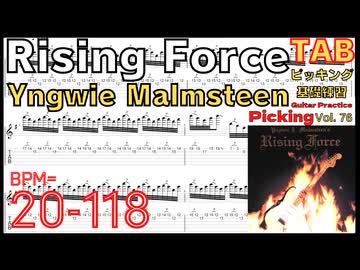 Rising Force
TAB
ピッキング
基礎練習
Yngwie Malmsteen
Guitar Practice
Picking Vol. 76
BPM=
20-118
Yngwie J. Malmsteen's
Rising Force